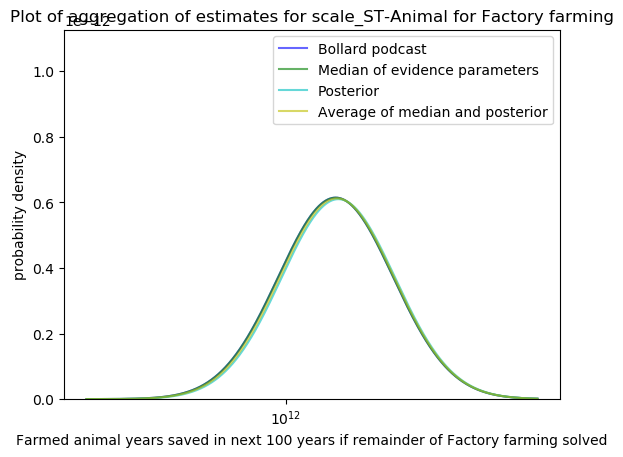 Plot of aggregation of estimates for scale_ST-Animal for Factory farming
1e−12
Bollard podcast
Median of evidence parameters
Posterior
Average of median and posterior
1.0
0.8
0.6
0.4
0.2
0.0
probability density
10¹²
Farmed animal years saved in next 100 years if remainder of Factory farming solved